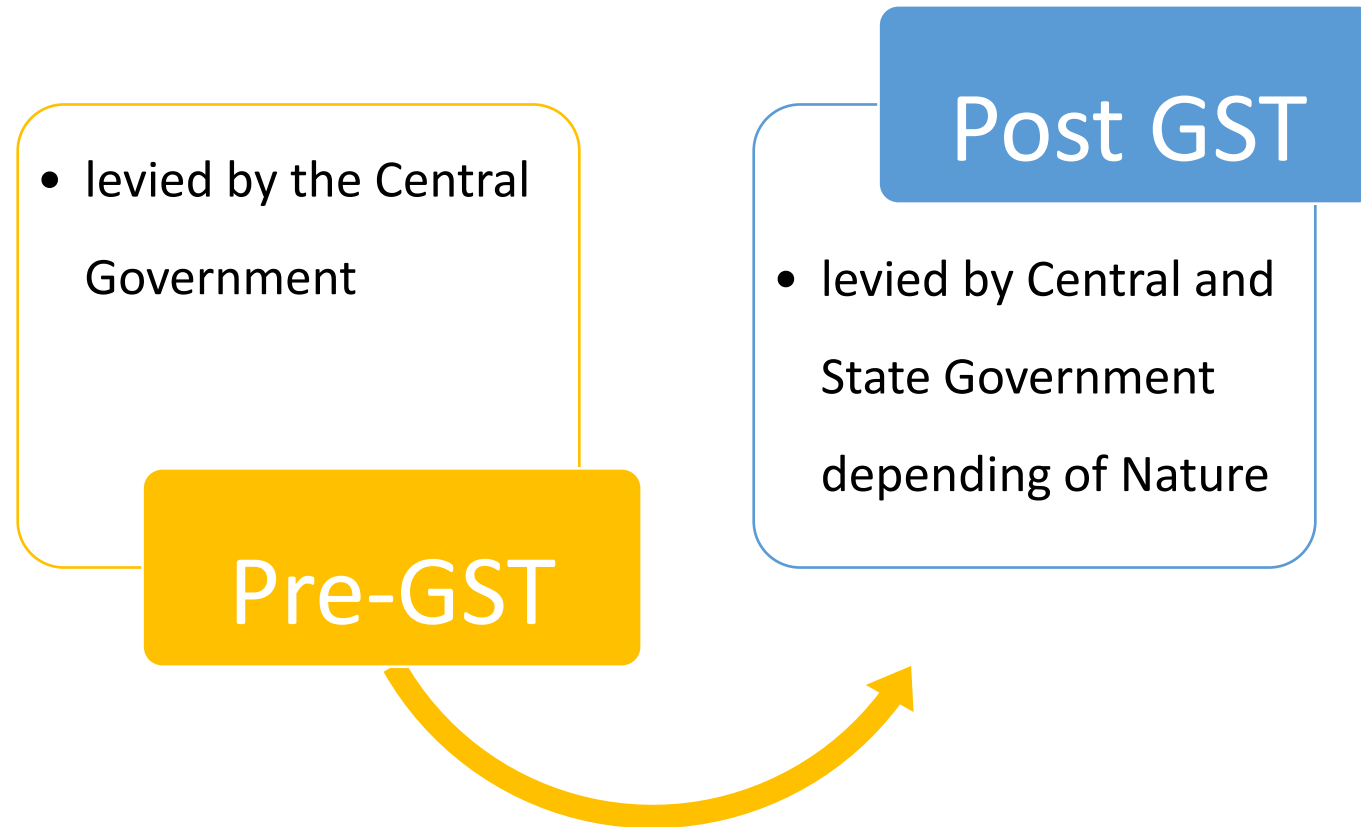 • levied by the Central
Government
Pre-GST
Post GST
• levied by Central and
State Government
depending of Nature